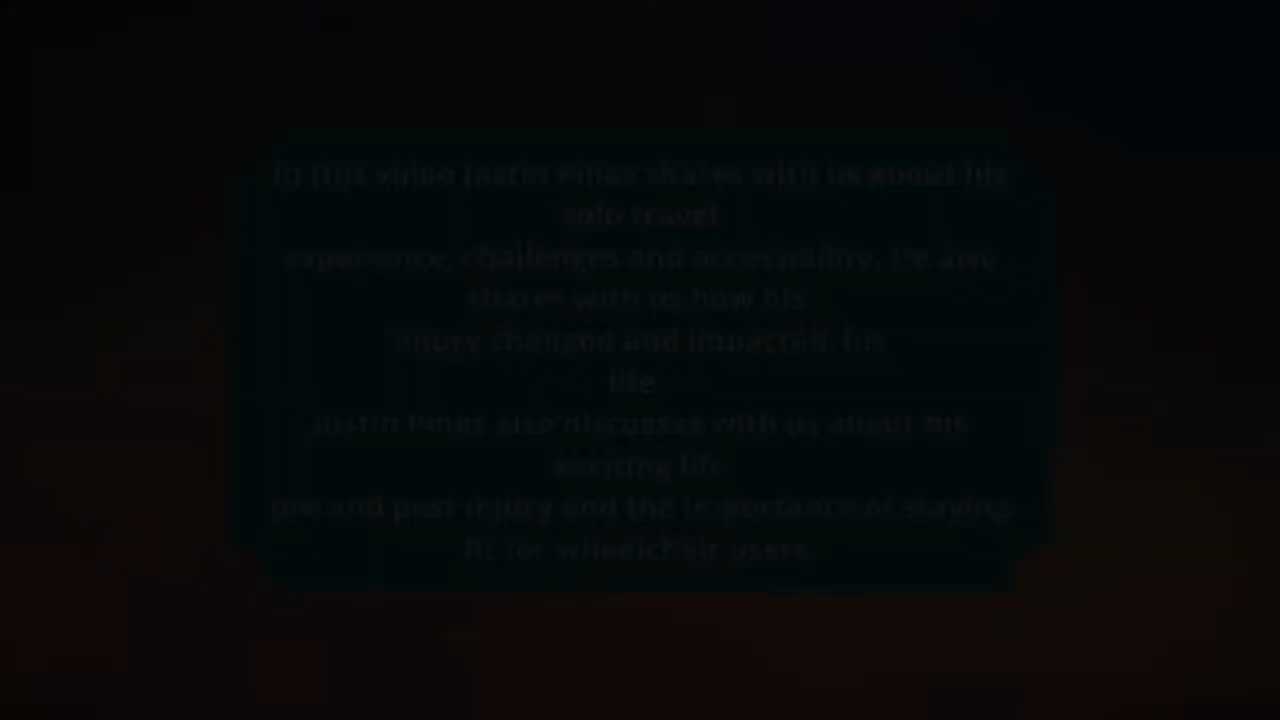 In this video Justin Pines shares with us about his
solo travel
experience, challenges and accessibility. He also
shares with us how his
injury changed and impacted his
life
Justin Pines also discusses with us about his
exciting life
pre and post injury and the importance of staying
fit for wheelchair users.